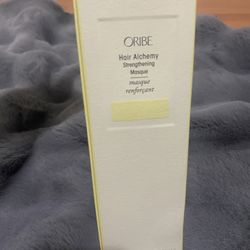 ORIBE
Hair Alchemy
Strengthening
Masque
masque
renforçant